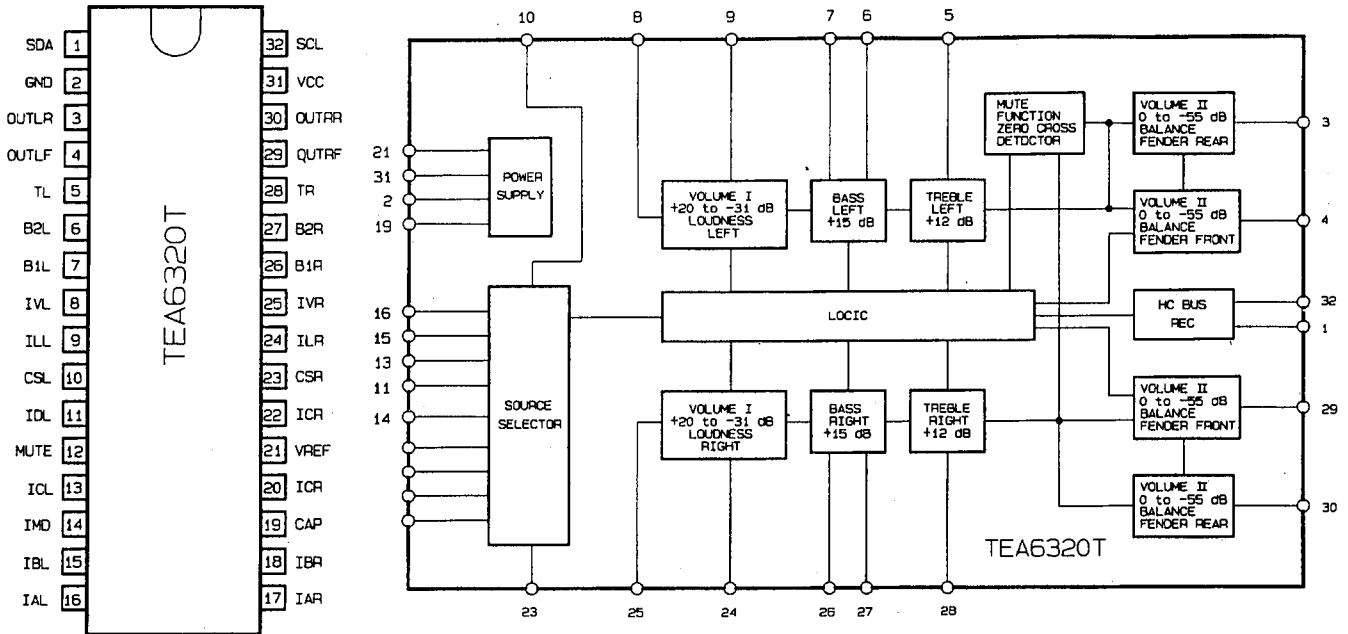 SDA 1
GND 2
OUTLR 3
OUTLF 4
TL 5
B2L 6
B1L 7
IVL 8
ILL 9
CSL 10
IDL 11
MUTE 12
ICL 13
IMD 14
IBL 15
IAL 16
TEA6320T
32 SCL
31 VCC
30 OUTRR
29 QUTRF
28 TR
27 B2R
26 B1R
25 IVR
24 ILR
23 CSR
22 ICR
21 VREF
20 ICR
19 CAP
18 IBR
17 IAR
10
8
9
7
6
5
21
31
2
19
POWER
SUPPLY
16
15
13
11
14
SOURCE
SELECTOR
VOLUME I
+20 to -31 dB
LOUDNESS
LEFT
BASS
LEFT
+15 dB
TREBLE
LEFT
+12 dB
MUTE
FUNCTION
ZERO CROSS
DETOCTOR
VOLUME II
0 to -55 dB
BALANCE
FENDER REAR
3
VOLUME II
0 to -55 dB
BALANCE
FENDER FRONT
4
LOCIC
HC BUS
REC
32
1
VOLUME I
+20 to -31 dB
LOUDNESS
RIGHT
BASS
RIGHT
+15 dB
TREBLE
RIGHT
+12 dB
VOLUME II
0 to -55 dB
BALANCE
FENDER FRONT
29
VOLUME II
0 to -55 dB
BALANCE
FENDER REAR
30
TEA6320T
23
25
24
26
27
28